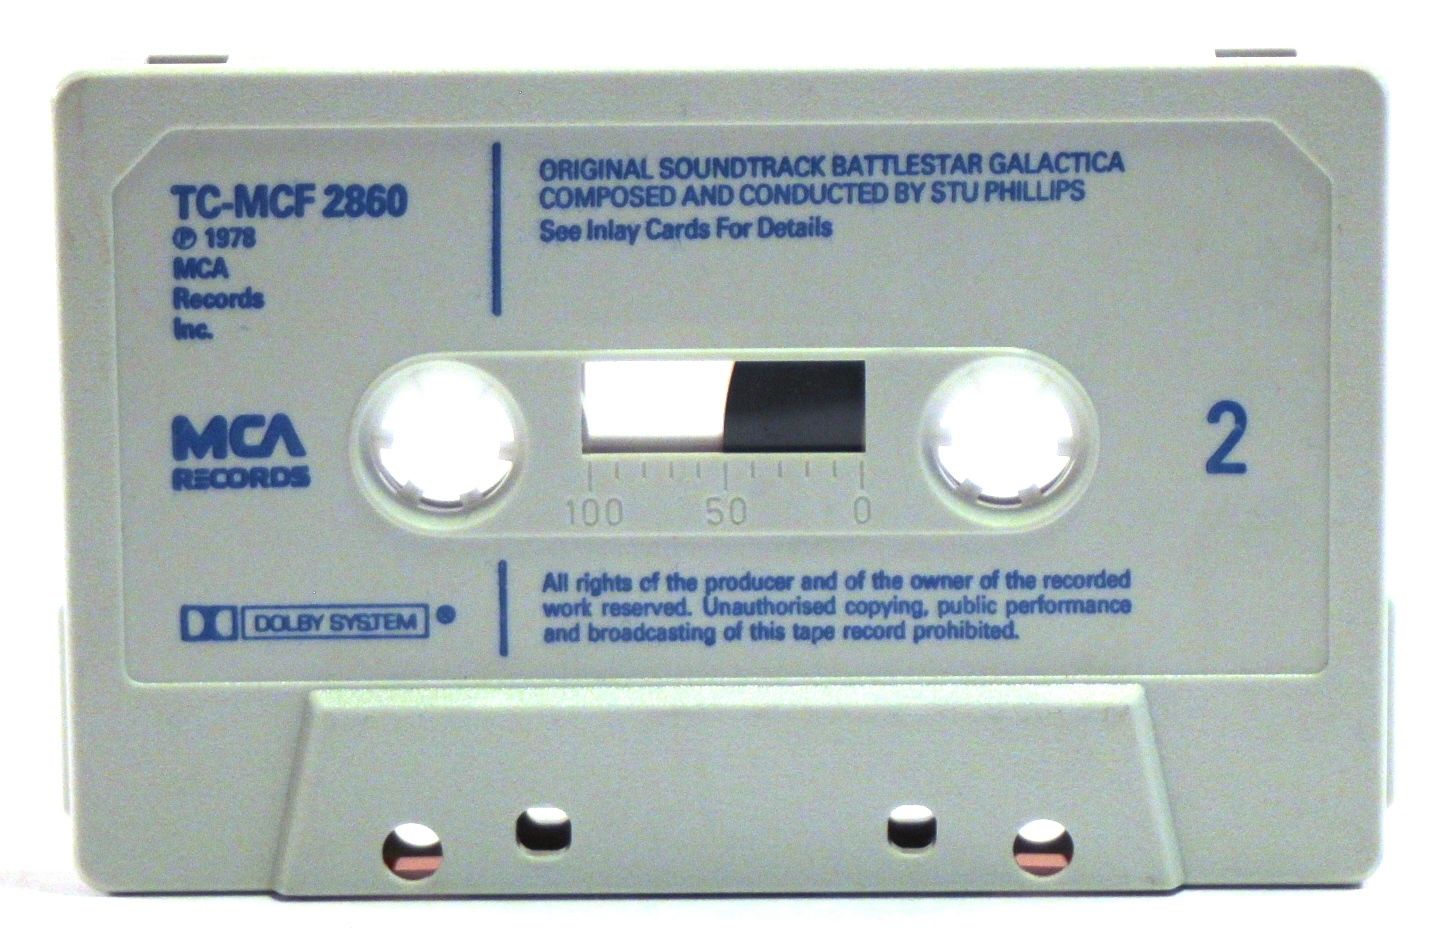 TC-MCF 2860
℗ 1978
MCA
Records
Inc.
ORIGINAL SOUNDTRACK BATTLESTAR GALACTICA
COMPOSED AND CONDUCTED BY STU PHILLIPS
See Inlay Cards For Details
MCA
RECORDS
100 50 0
2
DOLBY SYSTEM ®
All rights of the producer and of the owner of the recorded
work reserved. Unauthorised copying, public performance
and broadcasting of this tape record prohibited.